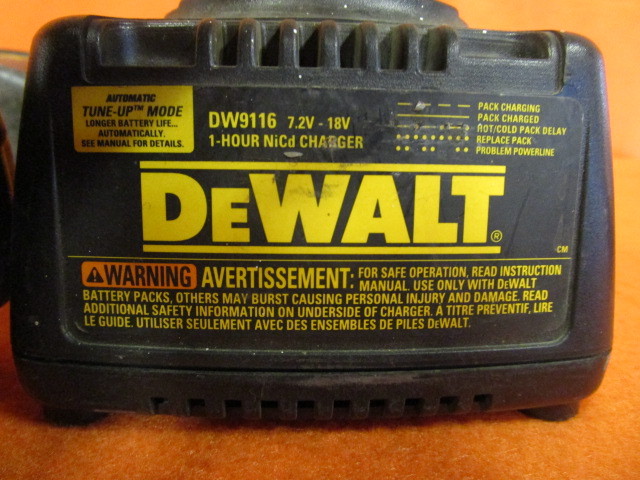 AUTOMATIC
TUNE-UP™ MODE
LONGER BATTERY LIFE...
AUTOMATICALLY.
SEE MANUAL FOR DETAILS.
DW9116 7.2V - 18V
1-HOUR NiCd CHARGER
PACK CHARGING
PACK CHARGED
HOT/COLD PACK DELAY
REPLACE PACK
PROBLEM POWERLINE
DEWALT®
CM
WARNING AVERTISSEMENT: FOR SAFE OPERATION, READ INSTRUCTION
MANUAL. USE ONLY WITH DEWALT
BATTERY PACKS, OTHERS MAY BURST CAUSING PERSONAL INJURY AND DAMAGE. READ
ADDITIONAL SAFETY INFORMATION ON UNDERSIDE OF CHARGER. À TITRE PREVENTIF, LIRE
LE GUIDE. UTILISER SEULEMENT AVEC DES ENSEMBLES DE PILES DEWALT.